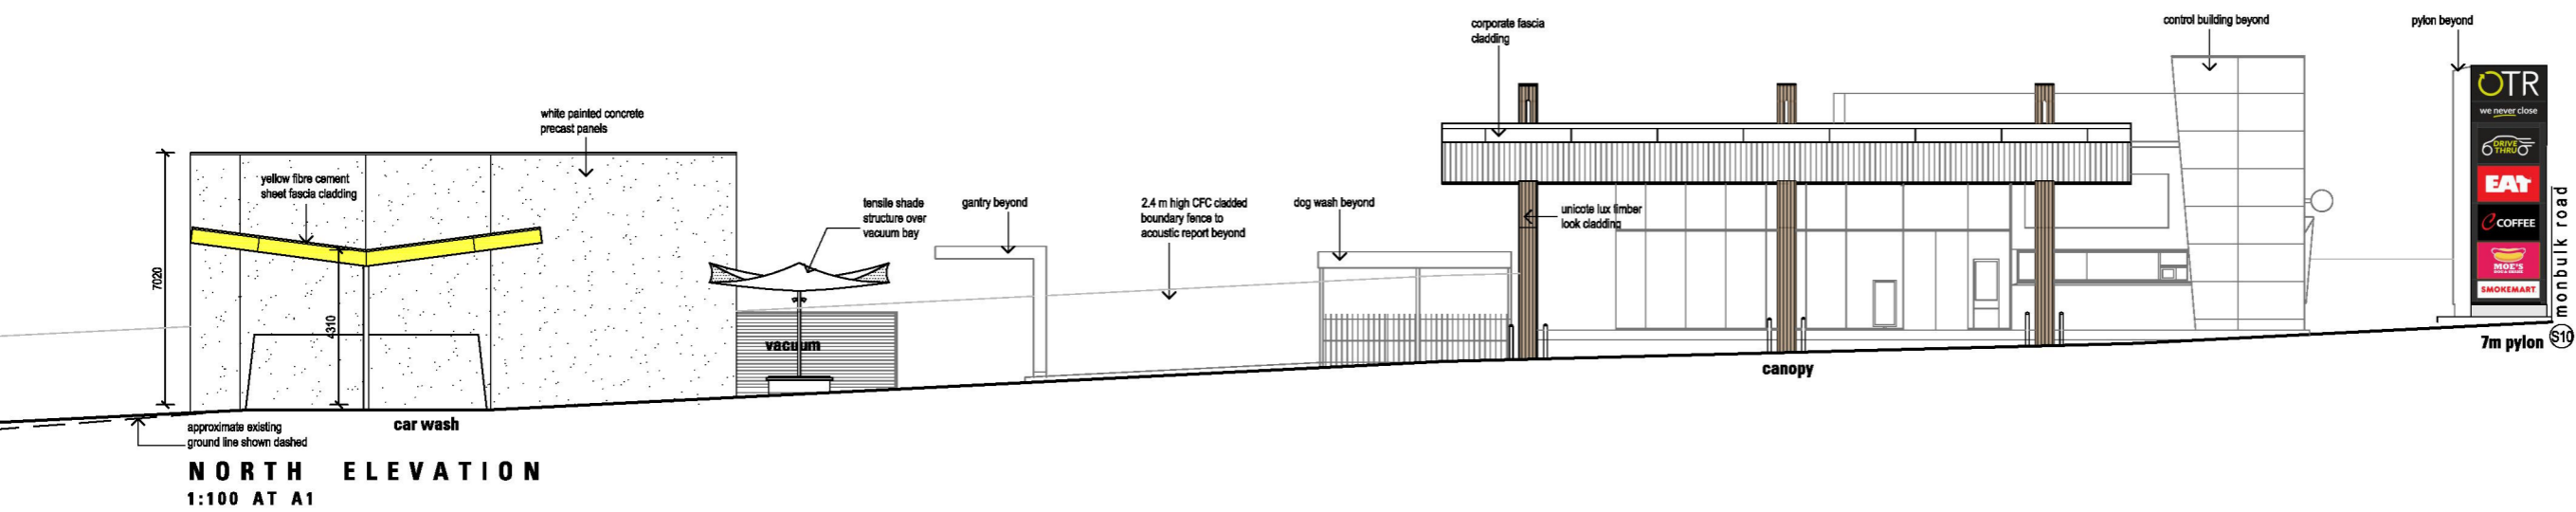 corporate fascia
cladding
control building beyond
pylon beyond
OTR
we never close
DRIVE
THRU
EAT
COFFEE
MOE'S
SMOKEMART
monbulk road
7m pylon
S10
white painted concrete
precast panels
yellow fibre cement
sheet fascia cladding
7020
4310
tensile shade
structure over
vacuum bay
gantry beyond
2.4 m high CFC cladded
boundary fence to
acoustic report beyond
dog wash beyond
unicote lux timber
look cladding
vacuum
canopy
car wash
approximate existing
ground line shown dashed
NORTH ELEVATION
1:100 AT A1